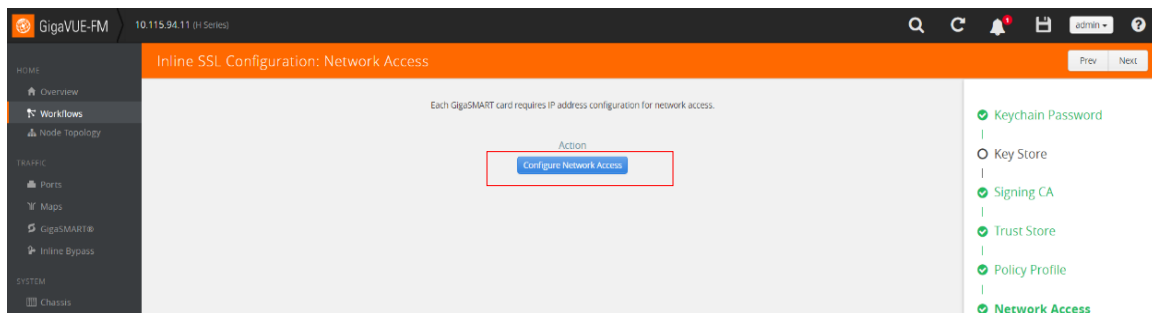 GigaVUE-FM
10.115.94.11 (H Series)
admin
Inline SSL Configuration: Network Access
Prev
Next
HOME
Overview
Workflows
Node Topology
TRAFFIC
Ports
Maps
GigaSMART®
Inline Bypass
SYSTEM
Chassis
Each GigaSMART card requires IP address configuration for network access.
Action
Configure Network Access
Keychain Password
Key Store
Signing CA
Trust Store
Policy Profile
Network Access